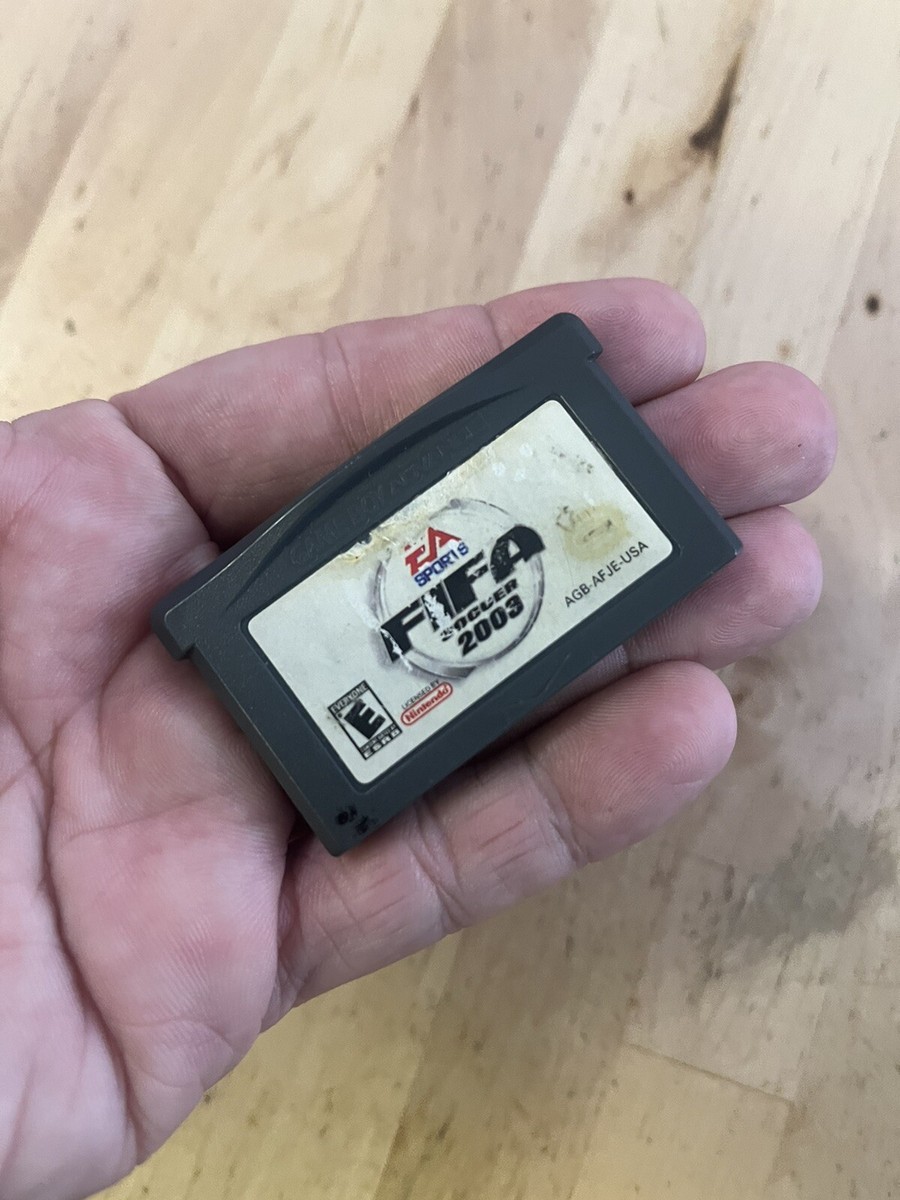 EA
SPORTS
FIFA
SOCCER
2003
AGB-AFJE-USA
EVERYONE
E
ESRB
LICENSED BY
Nintendo